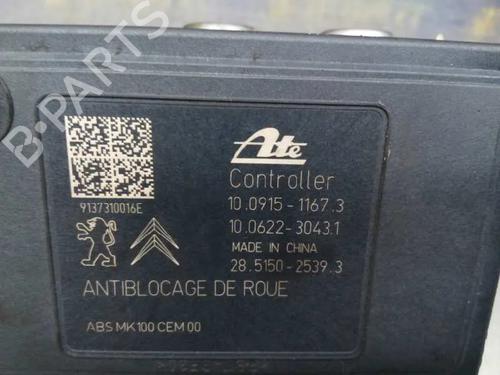 B-PARTS
Ate
Controller
10.0915-1167.3
10.0622-3043.1
MADE IN CHINA
28.5150-2539.3
9137310016E
ANTIBLOCAGE DE ROUE
ABS MK100 CEM 00